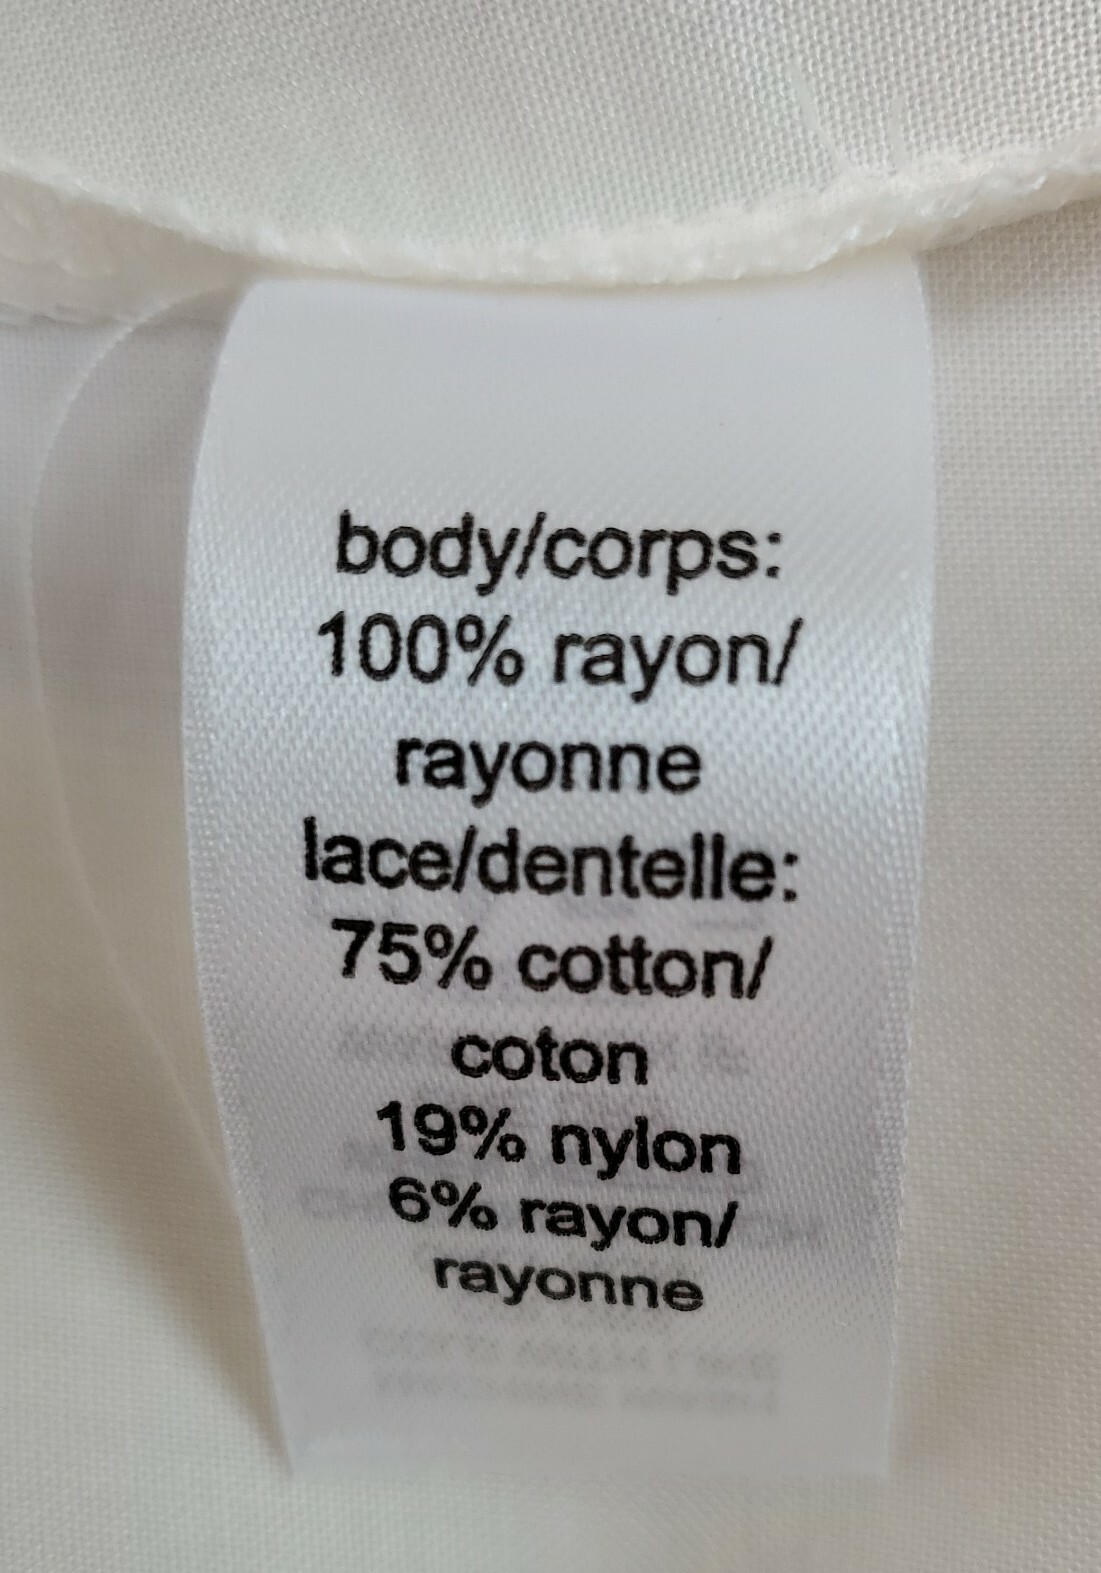 body/corps:
100% rayon/
rayonne
lace/dentelle:
75% cotton/
coton
19% nylon
6% rayon/
rayonne